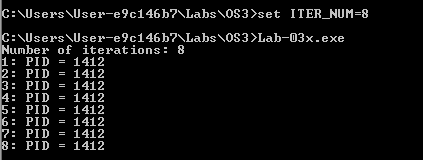 C:\Users\User-e9c146b7\Labs\OS3>set ITER_NUM=8
C:\Users\User-e9c146b7\Labs\OS3>Lab-03x.exe
Number of iterations: 8
1: PID = 1412
2: PID = 1412
3: PID = 1412
4: PID = 1412
5: PID = 1412
6: PID = 1412
7: PID = 1412
8: PID = 1412